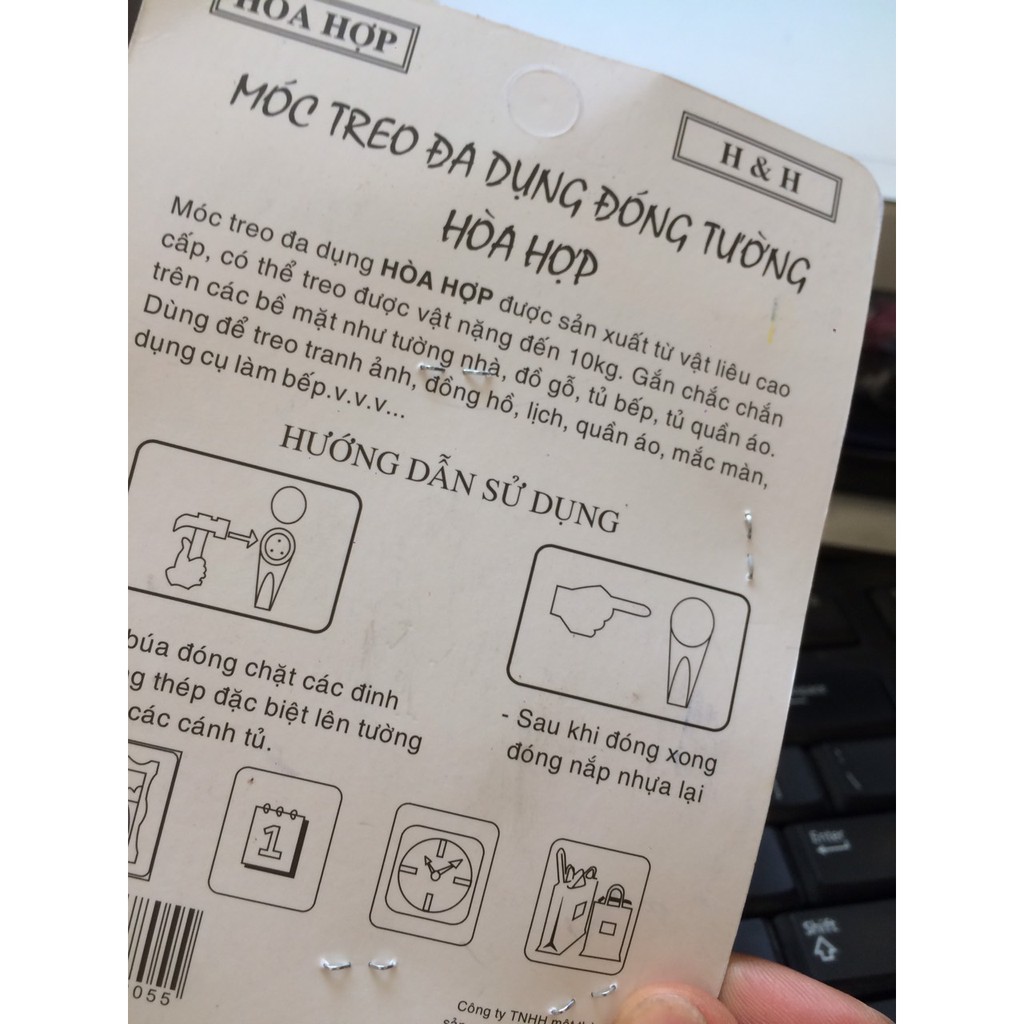 HÒA HỢP
H & H
MÓC TREO ĐA DỤNG ĐÓNG TƯỜNG
HÒA HỢP
Móc treo đa dụng HÒA HỢP được sản xuất từ vật liêu cao
cấp, có thể treo được vật nặng đến 10kg. Gắn chắc chắn
trên các bề mặt như tường nhà, đồ gỗ, tủ bếp, tủ quần áo.
Dùng để treo tranh ảnh, đồng hồ, lịch, quần áo, mắc màn,
dụng cụ làm bếp.v.v.v...
HƯỚNG DẪN SỬ DỤNG
búa đóng chặt các đinh
g thép đặc biệt lên tường
các cánh tủ.
- Sau khi đóng xong
đóng nắp nhựa lại
1
055
Công ty TNHH một
Enter
Shift